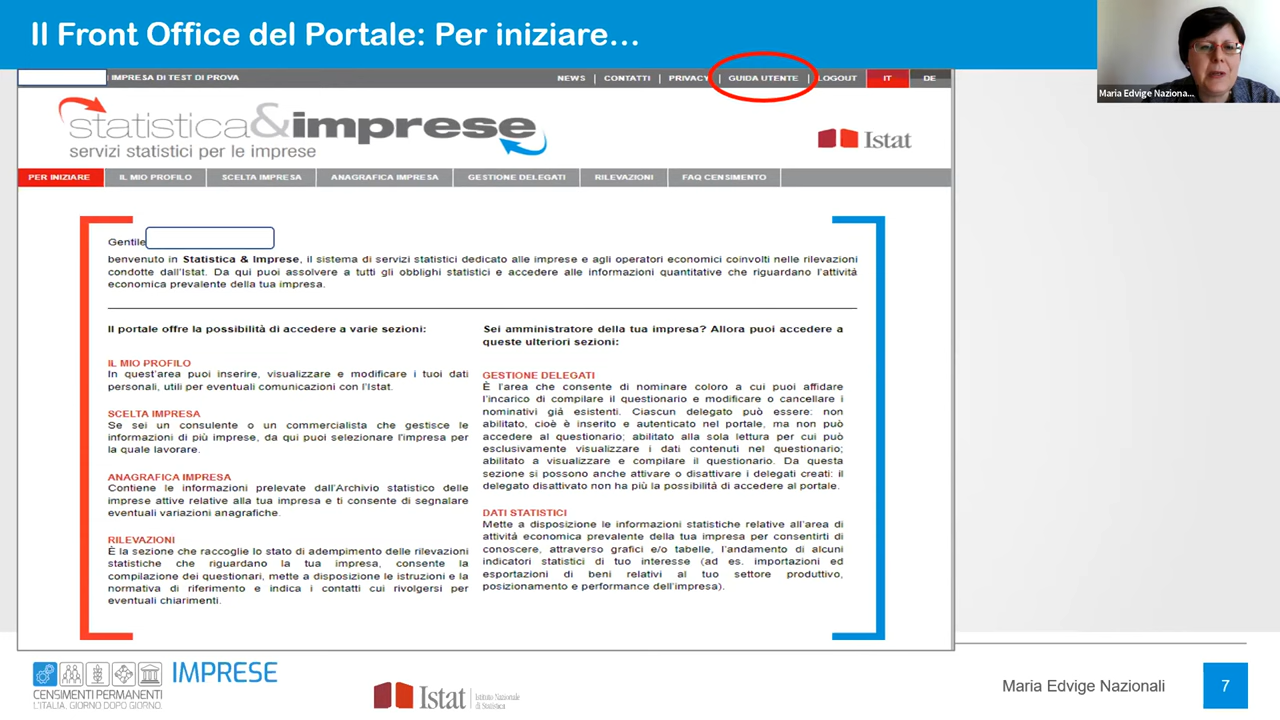 Il Front Office del Portale: Per iniziare...
Maria Edvige Naziona...
IMPRESA DI TEST DI PROVA
NEWS | CONTATTI | PRIVACY | GUIDA UTENTE | LOGOUT IT DE
statistica&imprese
servizi statistici per le imprese
Istat
PER INIZIARE IL MIO PROFILO SCELTA IMPRESA ANAGRAFICA IMPRESA GESTIONE DELEGATI RILEVAZIONI FAQ CENSIMENTO
Gentile
benvenuto in Statistica & Imprese, il sistema di servizi statistici dedicato alle imprese e agli operatori economici coinvolti nelle rilevazioni
condotte dall'Istat. Da qui puoi assolvere a tutti gli obblighi statistici e accedere alle informazioni quantitative che riguardano l'attività
economica prevalente della tua impresa.
Il portale offre la possibilità di accedere a varie sezioni:
IL MIO PROFILO
In quest'area puoi inserire, visualizzare e modificare i tuoi dati
personali, utili per eventuali comunicazioni con l'Istat.
SCELTA IMPRESA
Se sei un consulente o un commercialista che gestisce le
informazioni di più imprese, da qui puoi selezionare l'impresa per
la quale lavorare.
ANAGRAFICA IMPRESA
Contiene le informazioni prelevate dall'Archivio statistico delle
imprese attive relative alla tua impresa e ti consente di segnalare
eventuali variazioni anagrafiche.
RILEVAZIONI
È la sezione che raccoglie lo stato di adempimento delle rilevazioni
statistiche che riguardano la tua impresa, consente la
compilazione dei questionari, mette a disposizione le istruzioni e la
normativa di riferimento e indica i contatti cui rivolgersi per
eventuali chiarimenti.
Sei amministratore della tua impresa? Allora puoi accedere a
queste ulteriori sezioni:
GESTIONE DELEGATI
È l'area che consente di nominare coloro a cui puoi affidare
l'incarico di compilare il questionario e modificare o cancellare i
nominativi già esistenti. Ciascun delegato può essere: non
abilitato, cioè è inserito e autenticato nel portale, ma non può
accedere al questionario; abilitato alla sola lettura per cui può
esclusivamente visualizzare i dati contenuti nel questionario;
abilitato a visualizzare e compilare il questionario. Da questa
sezione si possono anche attivare o disattivare i delegati creati: il
delegato disattivato non ha più la possibilità di accedere al portale.
DATI STATISTICI
Mette a disposizione le informazioni statistiche relative all'area di
attività economica prevalente della tua impresa per consentirti di
conoscere, attraverso grafici e/o tabelle, l'andamento di alcuni
indicatori statistici di tuo interesse (ad es. importazioni ed
esportazioni di beni relativi al tuo settore produttivo,
posizionamento e performance dell'impresa).
IMPRESE
CENSIMENTI PERMANENTI
L'ITALIA. GIORNO DOPO GIORNO.
Istat
Istituto Nazionale
di Statistica
Maria Edvige Nazionali
7